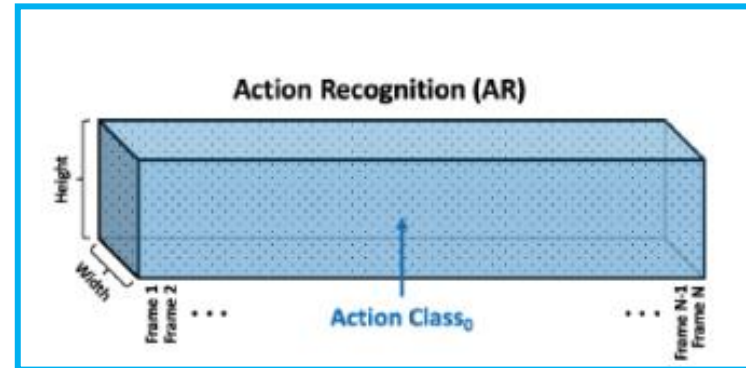 Action Recognition (AR)
Height
Width
Frame 1
Frame 2
• • •
Action Class₀
• • •
Frame N-1
Frame N